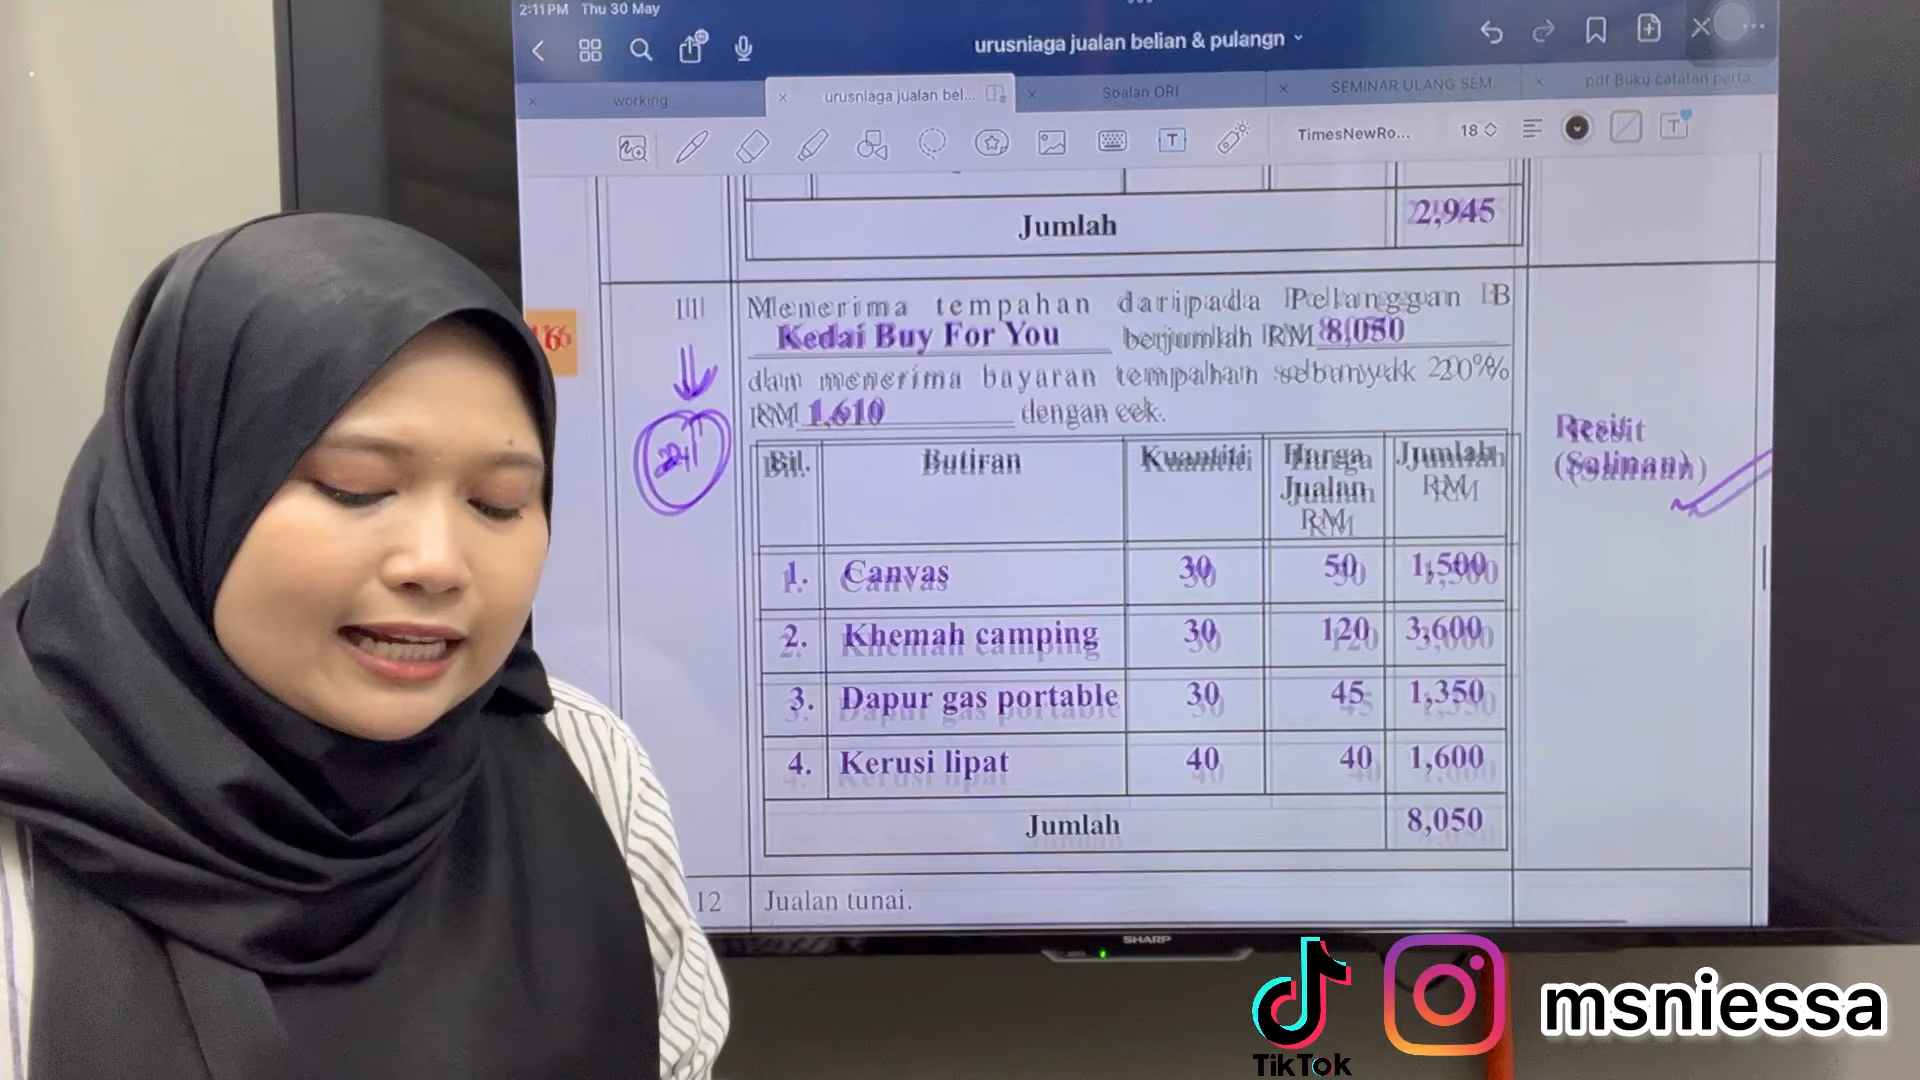 2:11 PM Thu 30 May
urusniaga jualan belian & pulangn
working
urusniaga jualan bel...
Soalan ORI
SEMINAR ULANG SEM...
pdf Buku catatan perta
TimesNewRo...
18
Jumlah
2,945
11
Menerima tempahan daripada Pelanggan B
Kedai Buy For You berjumlah RM 8,050
dan menerima bayaran tempahan sebanyak 20%
RM 1,610 dengan cek.
Bil.
Butiran
Kuantiti
Harga Jualan RM
Jumlah RM
1. Canvas 30 50 1,500
2. Khemah camping 30 120 3,600
3. Dapur gas portable 30 45 1,350
4. Kerusi lipat 40 40 1,600
Jumlah 8,050
Resit
(Salinan)
12 Jualan tunai.
SHARP
TikTok
msniessa